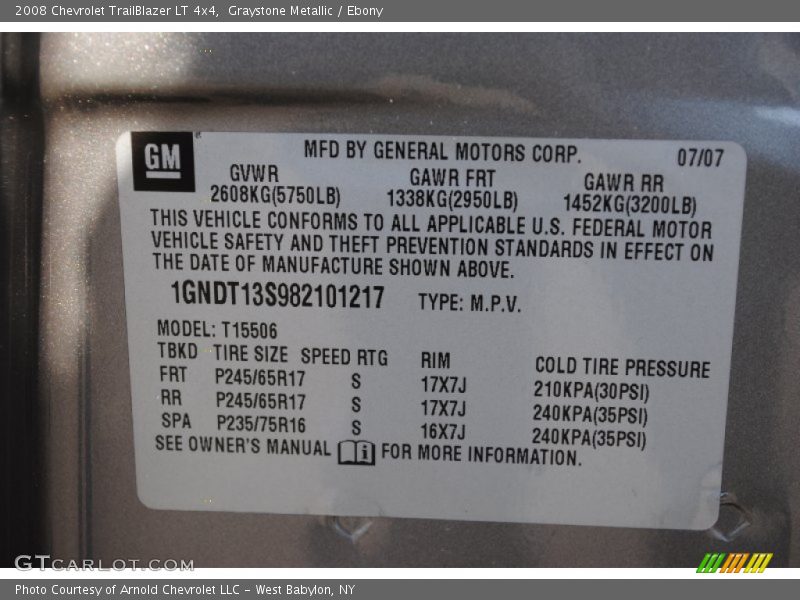 2008 Chevrolet TrailBlazer LT 4x4, Graystone Metallic / Ebony
GM
MFD BY GENERAL MOTORS CORP. 07/07
GVWR GAWR FRT GAWR RR
2608KG(5750LB) 1338KG(2950LB) 1452KG(3200LB)
THIS VEHICLE CONFORMS TO ALL APPLICABLE U.S. FEDERAL MOTOR
VEHICLE SAFETY AND THEFT PREVENTION STANDARDS IN EFFECT ON
THE DATE OF MANUFACTURE SHOWN ABOVE.
1GNDT13S982101217 TYPE: M.P.V.
MODEL: T15506
TBKD TIRE SIZE SPEED RTG RIM COLD TIRE PRESSURE
FRT P245/65R17 S 17X7J 210KPA(30PSI)
RR P245/65R17 S 17X7J 240KPA(35PSI)
SPA P235/75R16 S 16X7J 240KPA(35PSI)
SEE OWNER'S MANUAL i FOR MORE INFORMATION.
GTCARLOT.COM
Photo Courtesy of Arnold Chevrolet LLC - West Babylon, NY